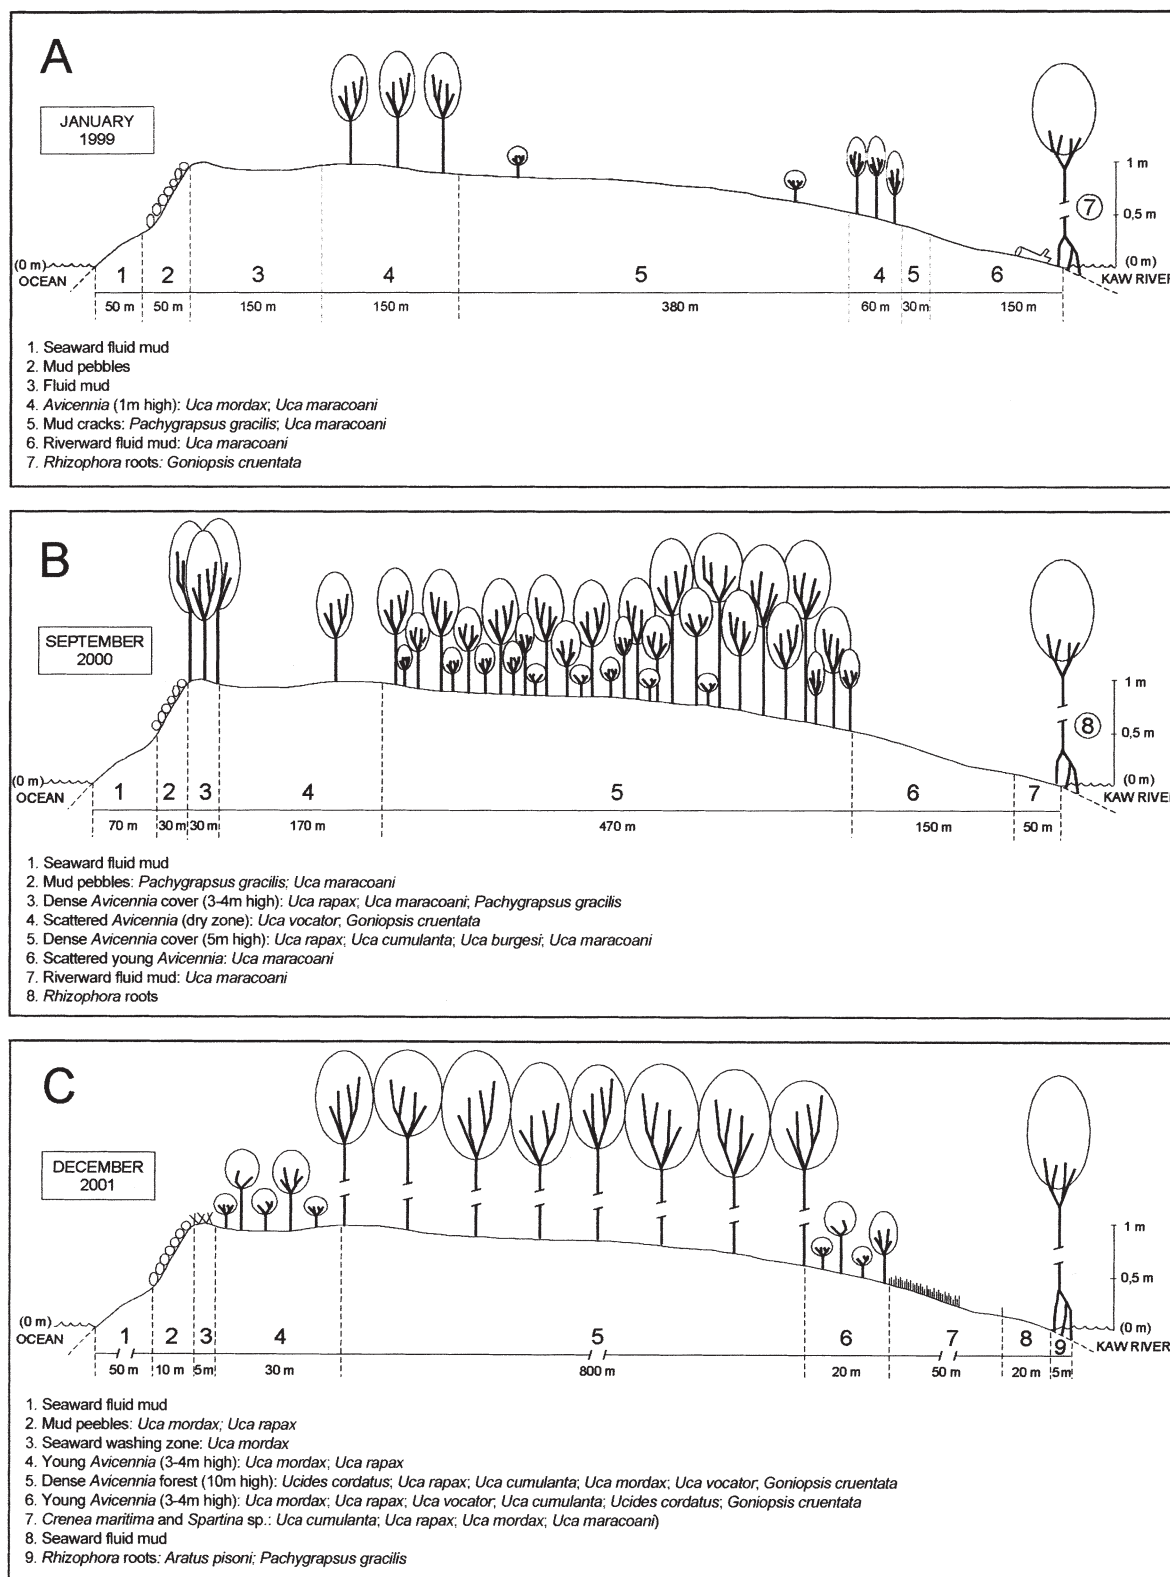 A
JANUARY
1999
1 m
7
0,5 m
(0 m)
OCEAN
1 2 3 4 5 4 5 6
(0 m)
KAW RIVER
50 m 50 m 150 m 150 m 380 m 60 m 30 m 150 m
1. Seaward fluid mud
2. Mud pebbles
3. Fluid mud
4. Avicennia (1m high): Uca mordax; Uca maracoani
5. Mud cracks: Pachygrapsus gracilis; Uca maracoani
6. Riverward fluid mud: Uca maracoani
7. Rhizophora roots: Goniopsis cruentata
B
SEPTEMBER
2000
1 m
8
0,5 m
(0 m)
OCEAN
1 2 3 4 5 6 7
(0 m)
KAW RIVER
70 m 30 m 30 m 170 m 470 m 150 m 50 m
1. Seaward fluid mud
2. Mud pebbles: Pachygrapsus gracilis; Uca maracoani
3. Dense Avicennia cover (3-4m high): Uca rapax; Uca maracoani; Pachygrapsus gracilis
4. Scattered Avicennia (dry zone): Uca vocator; Goniopsis cruentata
5. Dense Avicennia cover (5m high): Uca rapax; Uca cumulanta; Uca burgesi; Uca maracoani
6. Scattered young Avicennia: Uca maracoani
7. Riverward fluid mud: Uca maracoani
8. Rhizophora roots
C
DECEMBER
2001
1 m
0,5 m
(0 m)
OCEAN
1 2 3 4 5 6 7 8 9
(0 m)
KAW RIVER
50 m 10 m 5m 30 m 800 m 20 m 50 m 20 m 5m
1. Seaward fluid mud
2. Mud peebles: Uca mordax; Uca rapax
3. Seaward washing zone: Uca mordax
4. Young Avicennia (3-4m high): Uca mordax; Uca rapax
5. Dense Avicennia forest (10m high): Ucides cordatus; Uca rapax; Uca cumulanta; Uca mordax; Uca vocator; Goniopsis cruentata
6. Young Avicennia (3-4m high): Uca mordax; Uca rapax; Uca vocator; Uca cumulanta; Ucides cordatus; Goniopsis cruentata
7. Crenea maritima and Spartina sp.: Uca cumulanta; Uca rapax; Uca mordax; Uca maracoani)
8. Seaward fluid mud
9. Rhizophora roots: Aratus pisoni; Pachygrapsus gracilis